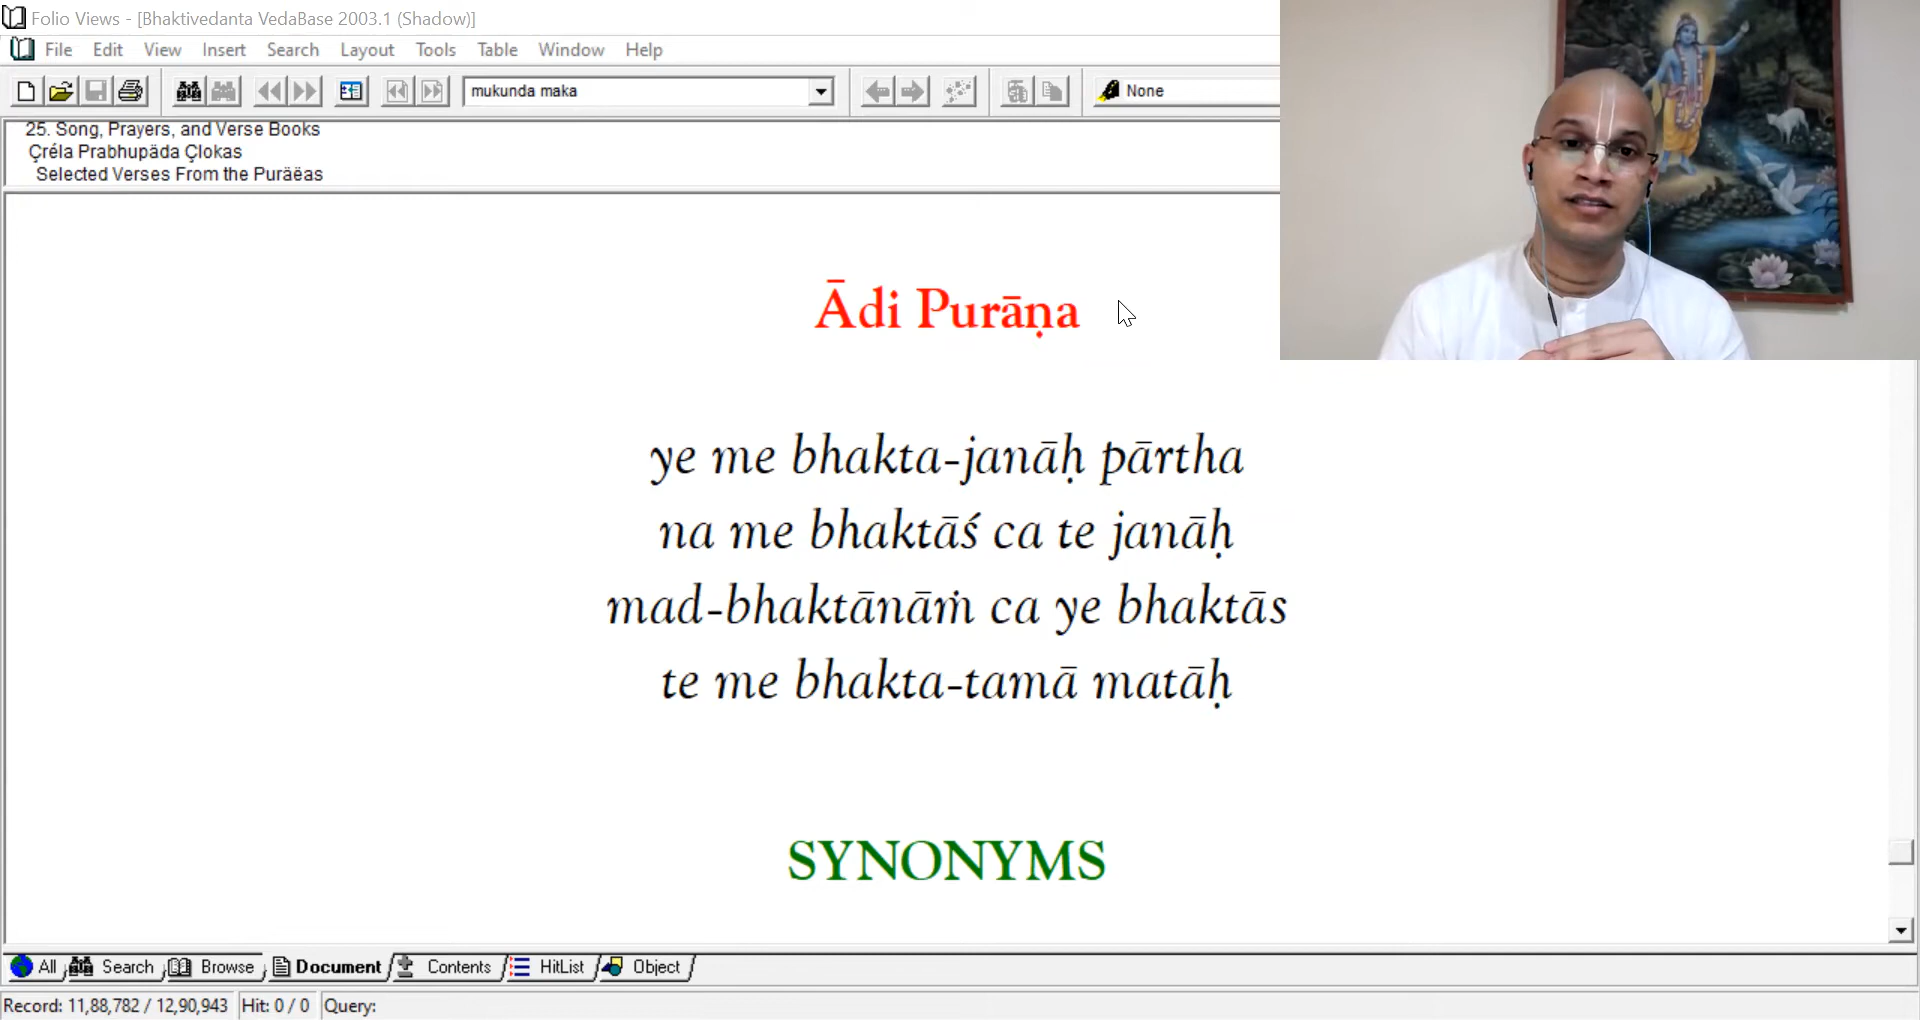 Folio Views - [Bhaktivedanta VedaBase 2003.1 (Shadow)]
File Edit View Insert Search Layout Tools Table Window Help
mukunda maka None
25. Song, Prayers, and Verse Books
Çréla Prabhupäda Çlokas
Selected Verses From the Puräëas
Ādi Purāṇa
ye me bhakta-janāḥ pārtha
na me bhaktāś ca te janāḥ
mad-bhaktānāṁ ca ye bhaktās
te me bhakta-tamā matāḥ
SYNONYMS
All Search Browse Document Contents HitList Object
Record: 11,88,782 / 12,90,943 Hit: 0 / 0 Query: